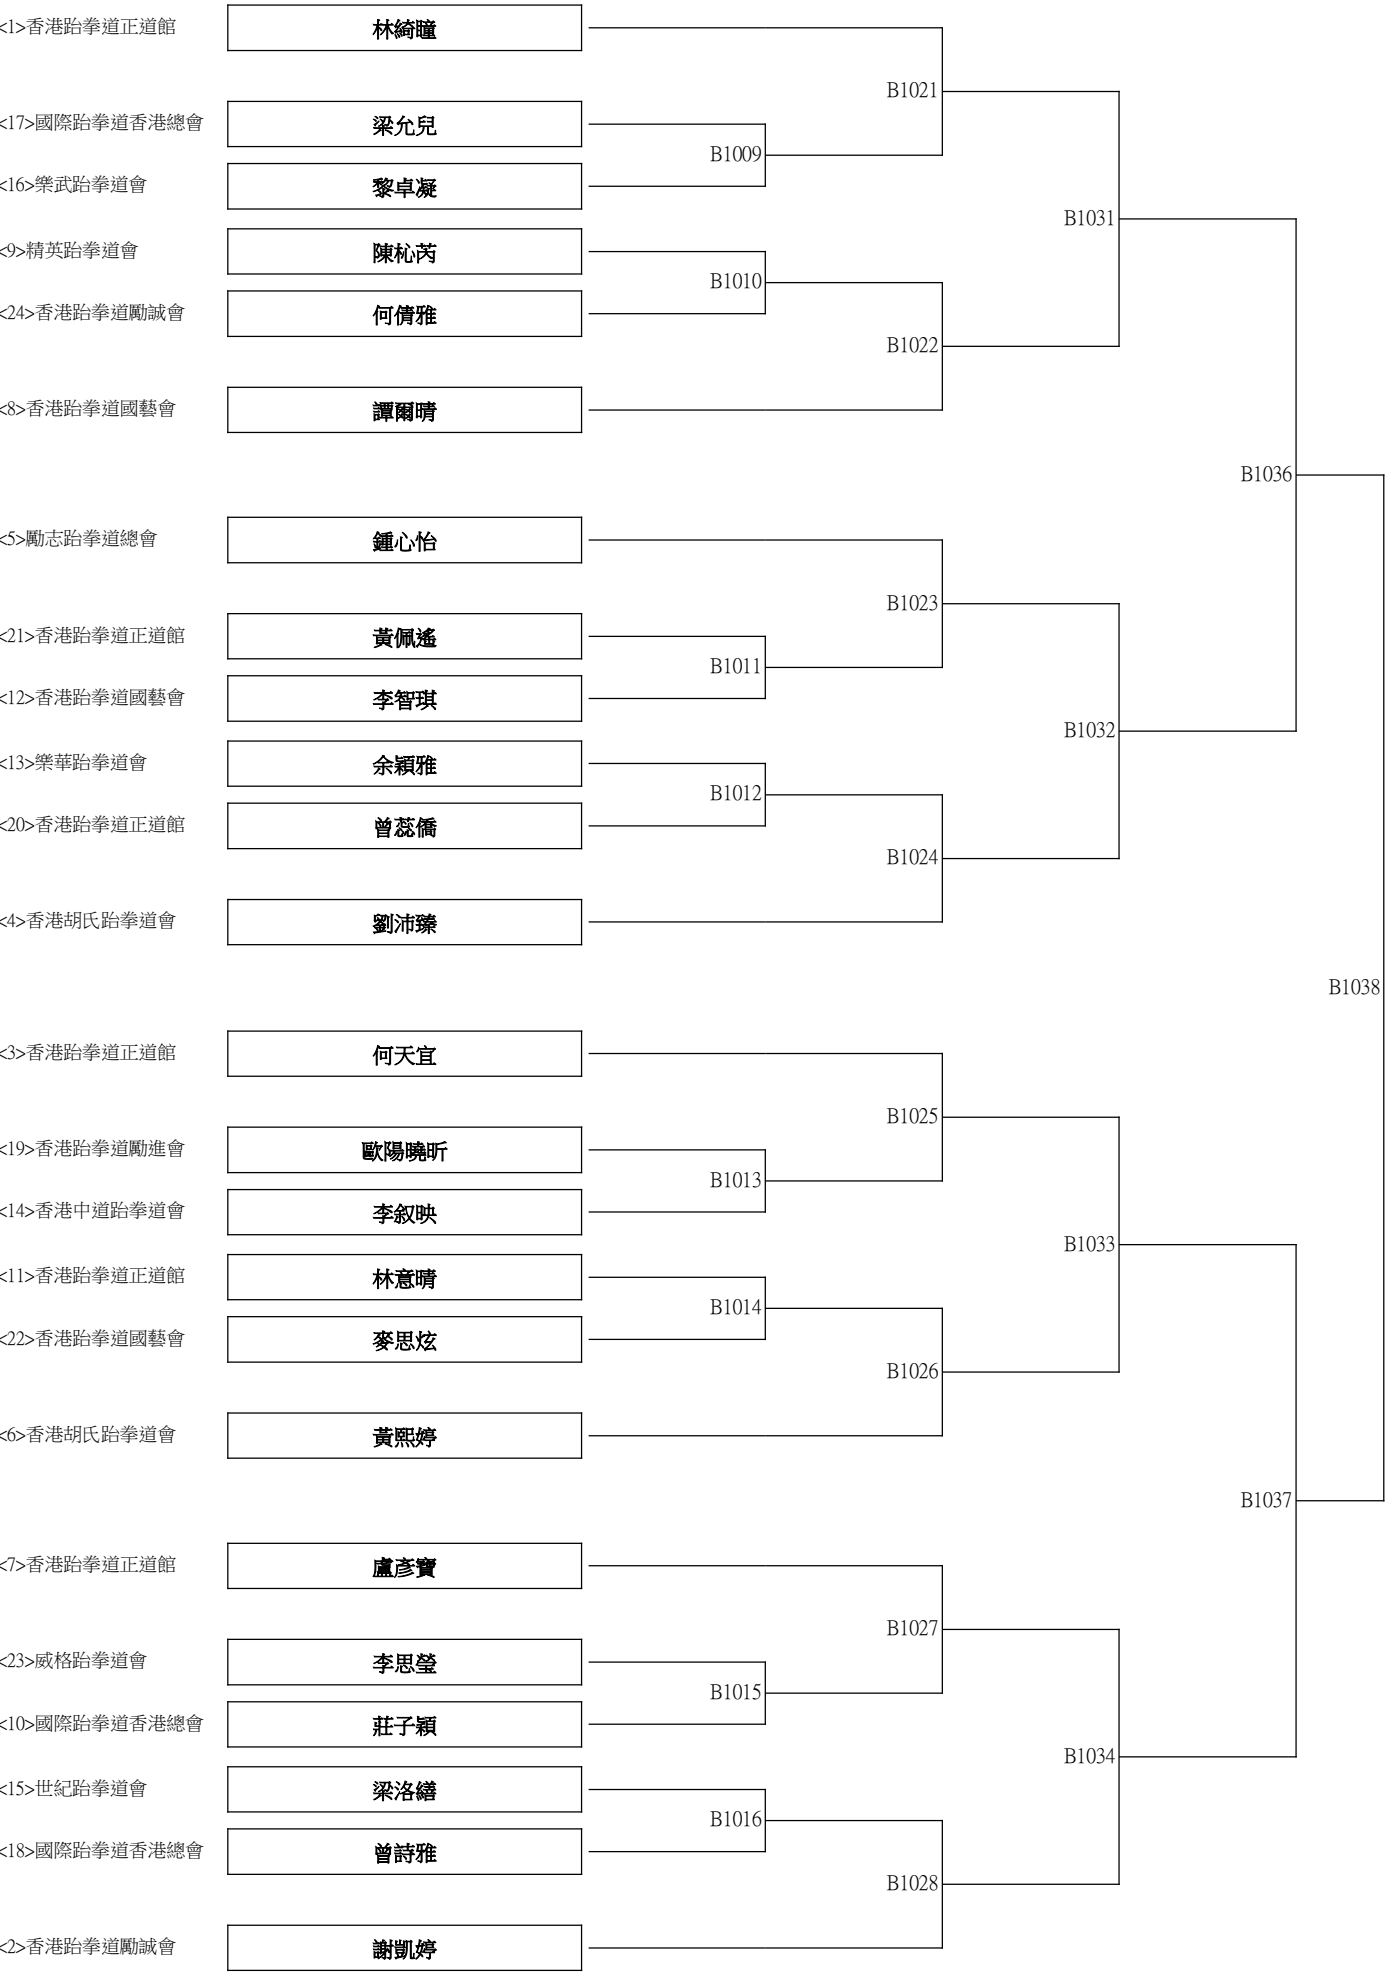 <1>香港跆拳道正道館 林綺瞳
B1021
<17>國際跆拳道香港總會 梁允兒
B1009
<16>樂武跆拳道會 黎卓凝
B1031
<9>精英跆拳道會 陳杺芮
B1010
<24>香港跆拳道勵誠會 何倩雅
B1022
<8>香港跆拳道國藝會 譚爾晴
B1036
<5>勵志跆拳道總會 鍾心怡
B1023
<21>香港跆拳道正道館 黃佩遙
B1011
<12>香港跆拳道國藝會 李智琪
B1032
<13>樂華跆拳道會 余穎雅
B1012
<20>香港跆拳道正道館 曾蕊僑
B1024
<4>香港胡氏跆拳道會 劉沛臻
B1038
<3>香港跆拳道正道館 何天宜
B1025
<19>香港跆拳道勵進會 歐陽曉昕
B1013
<14>香港中道跆拳道會 李叙映
B1033
<11>香港跆拳道正道館 林意晴
B1014
<22>香港跆拳道國藝會 麥思炫
B1026
<6>香港胡氏跆拳道會 黃熙婷
B1037
<7>香港跆拳道正道館 盧彥寶
B1027
<23>威格跆拳道會 李思瑩
B1015
<10>國際跆拳道香港總會 莊子穎
B1034
<15>世紀跆拳道會 梁洛繕
B1016
<18>國際跆拳道香港總會 曾詩雅
B1028
<2>香港跆拳道勵誠會 謝凱婷